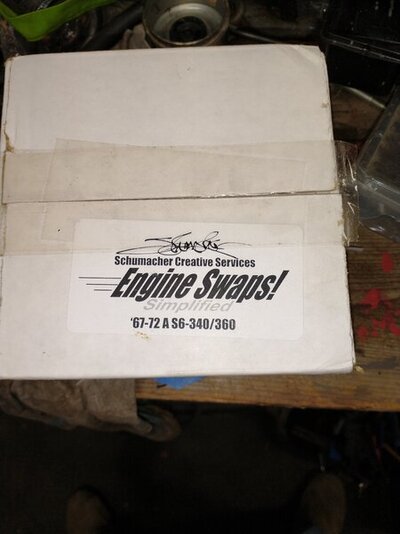 Schumacher Creative Services
Engine Swaps!
Simplified
'67-72 A S6-340/360